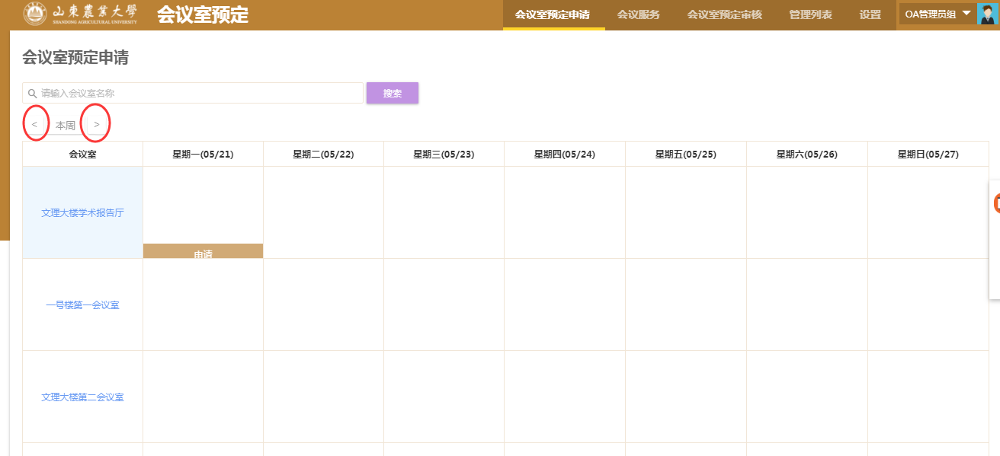 山東農業大學
SHANDONG AGRICULTURAL UNIVERSITY
会议室预定
会议室预定申请 会议服务 会议室预定审核 管理列表 设置 OA管理员组
会议室预定申请
请输入会议室名称 搜索
< 本周 >
会议室 星期一(05/21) 星期二(05/22) 星期三(05/23) 星期四(05/24) 星期五(05/25) 星期六(05/26) 星期日(05/27)
文理大楼学术报告厅
申请
一号楼第一会议室
文理大楼第二会议室